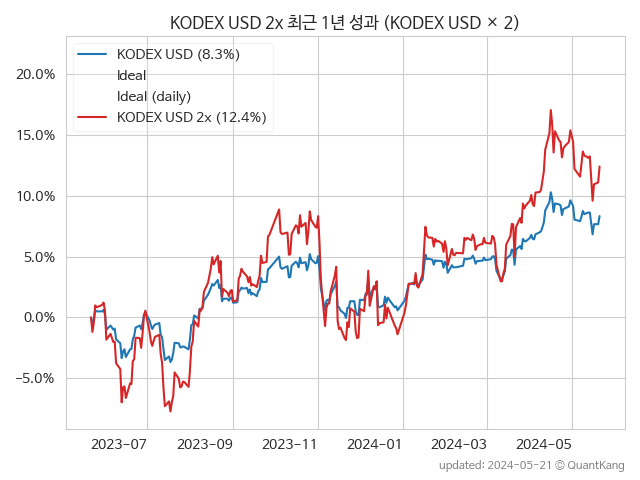 KODEX USD 2x 최근 1년 성과 (KODEX USD × 2)
KODEX USD (8.3%)
Ideal
Ideal (daily)
KODEX USD 2x (12.4%)
20.0%
15.0%
10.0%
5.0%
0.0%
−5.0%
2023-07 2023-09 2023-11 2024-01 2024-03 2024-05
updated: 2024-05-21 © QuantKang